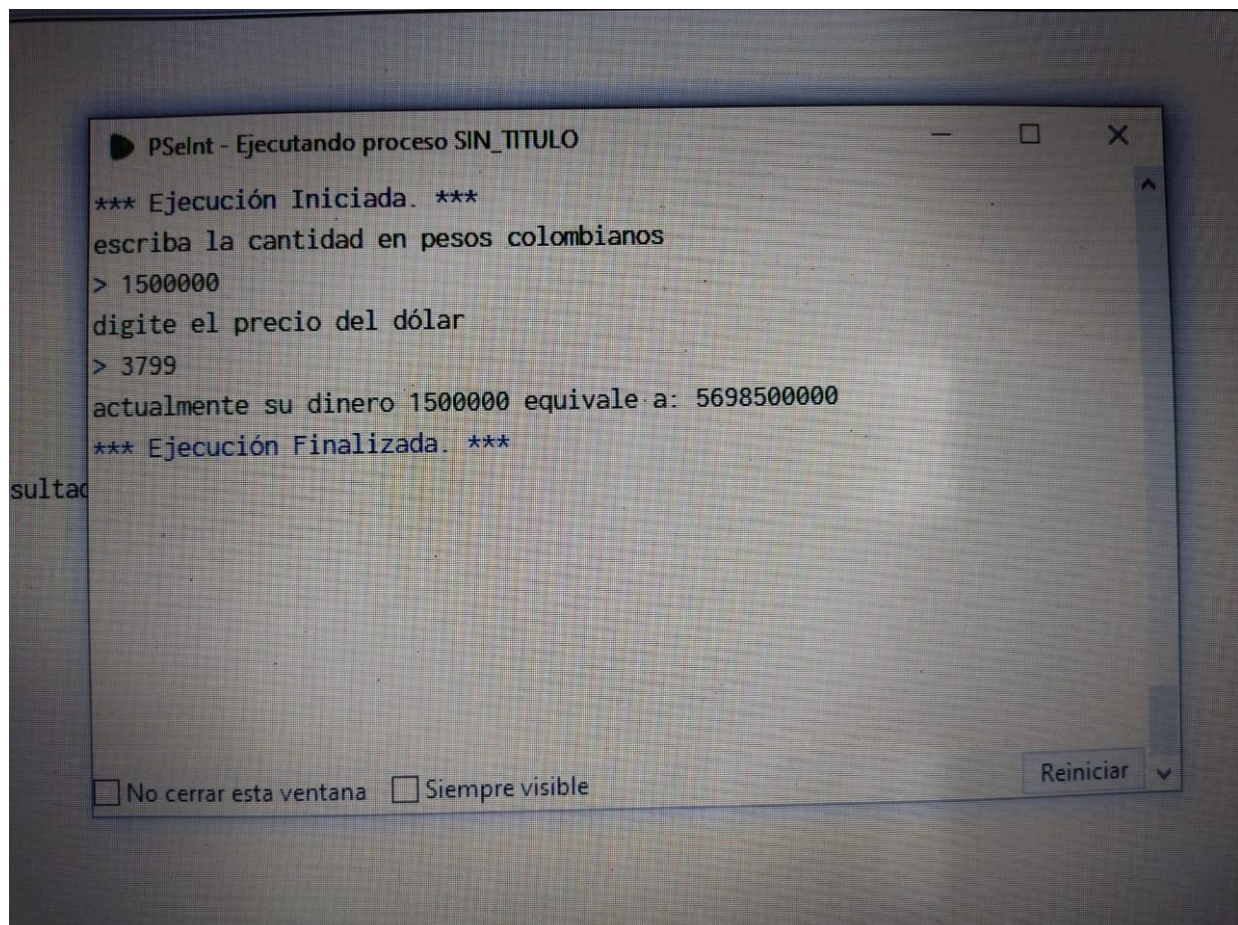 PSeInt - Ejecutando proceso SIN_TITULO
*** Ejecución Iniciada. ***
escriba la cantidad en pesos colombianos
> 1500000
digite el precio del dólar
> 3799
actualmente su dinero 1500000 equivale a: 5698500000
*** Ejecución Finalizada. ***
sultad
No cerrar esta ventana Siempre visible Reiniciar